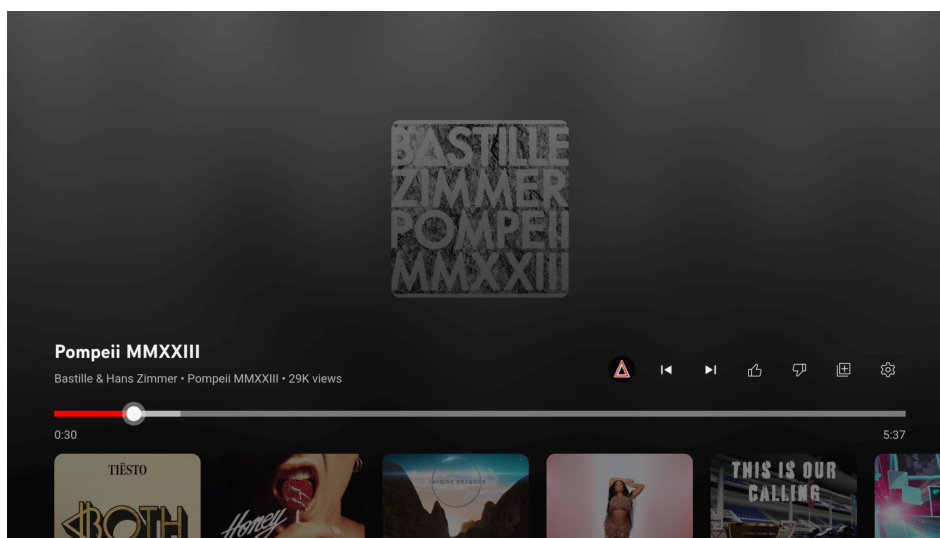 BASTILLE
ZIMMER
POMPEII
MMXXIII
Pompeii MMXXIII
Bastille & Hans Zimmer • Pompeii MMXXIII • 29K views
0:30
5:37
TIËSTO
BOTH
Honey
IMAGINE DRAGONS
THIS IS OUR
CALLING